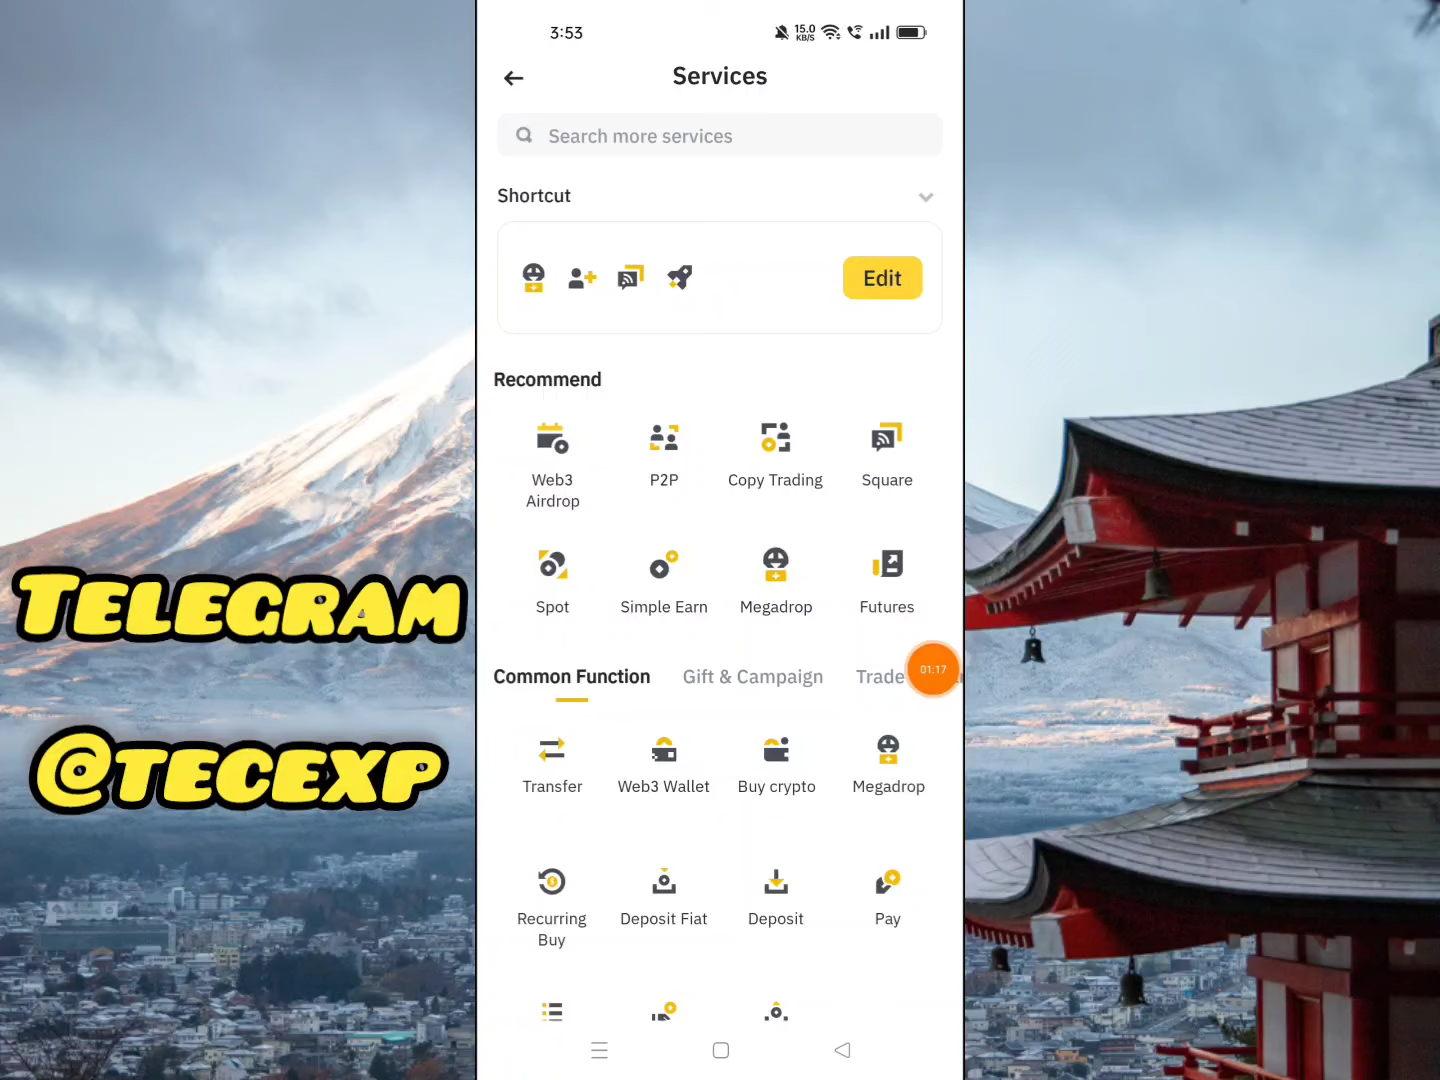 3:53
15.0
KB/S
Services
Search more services
Shortcut
Edit
Recommend
Web3
Airdrop
P2P
Copy Trading
Square
Spot
Simple Earn
Megadrop
Futures
Common Function
Gift & Campaign
Trade
01:17
Transfer
Web3 Wallet
Buy crypto
Megadrop
Recurring
Buy
Deposit Fiat
Deposit
Pay
TELEGRAM
@TECEXP